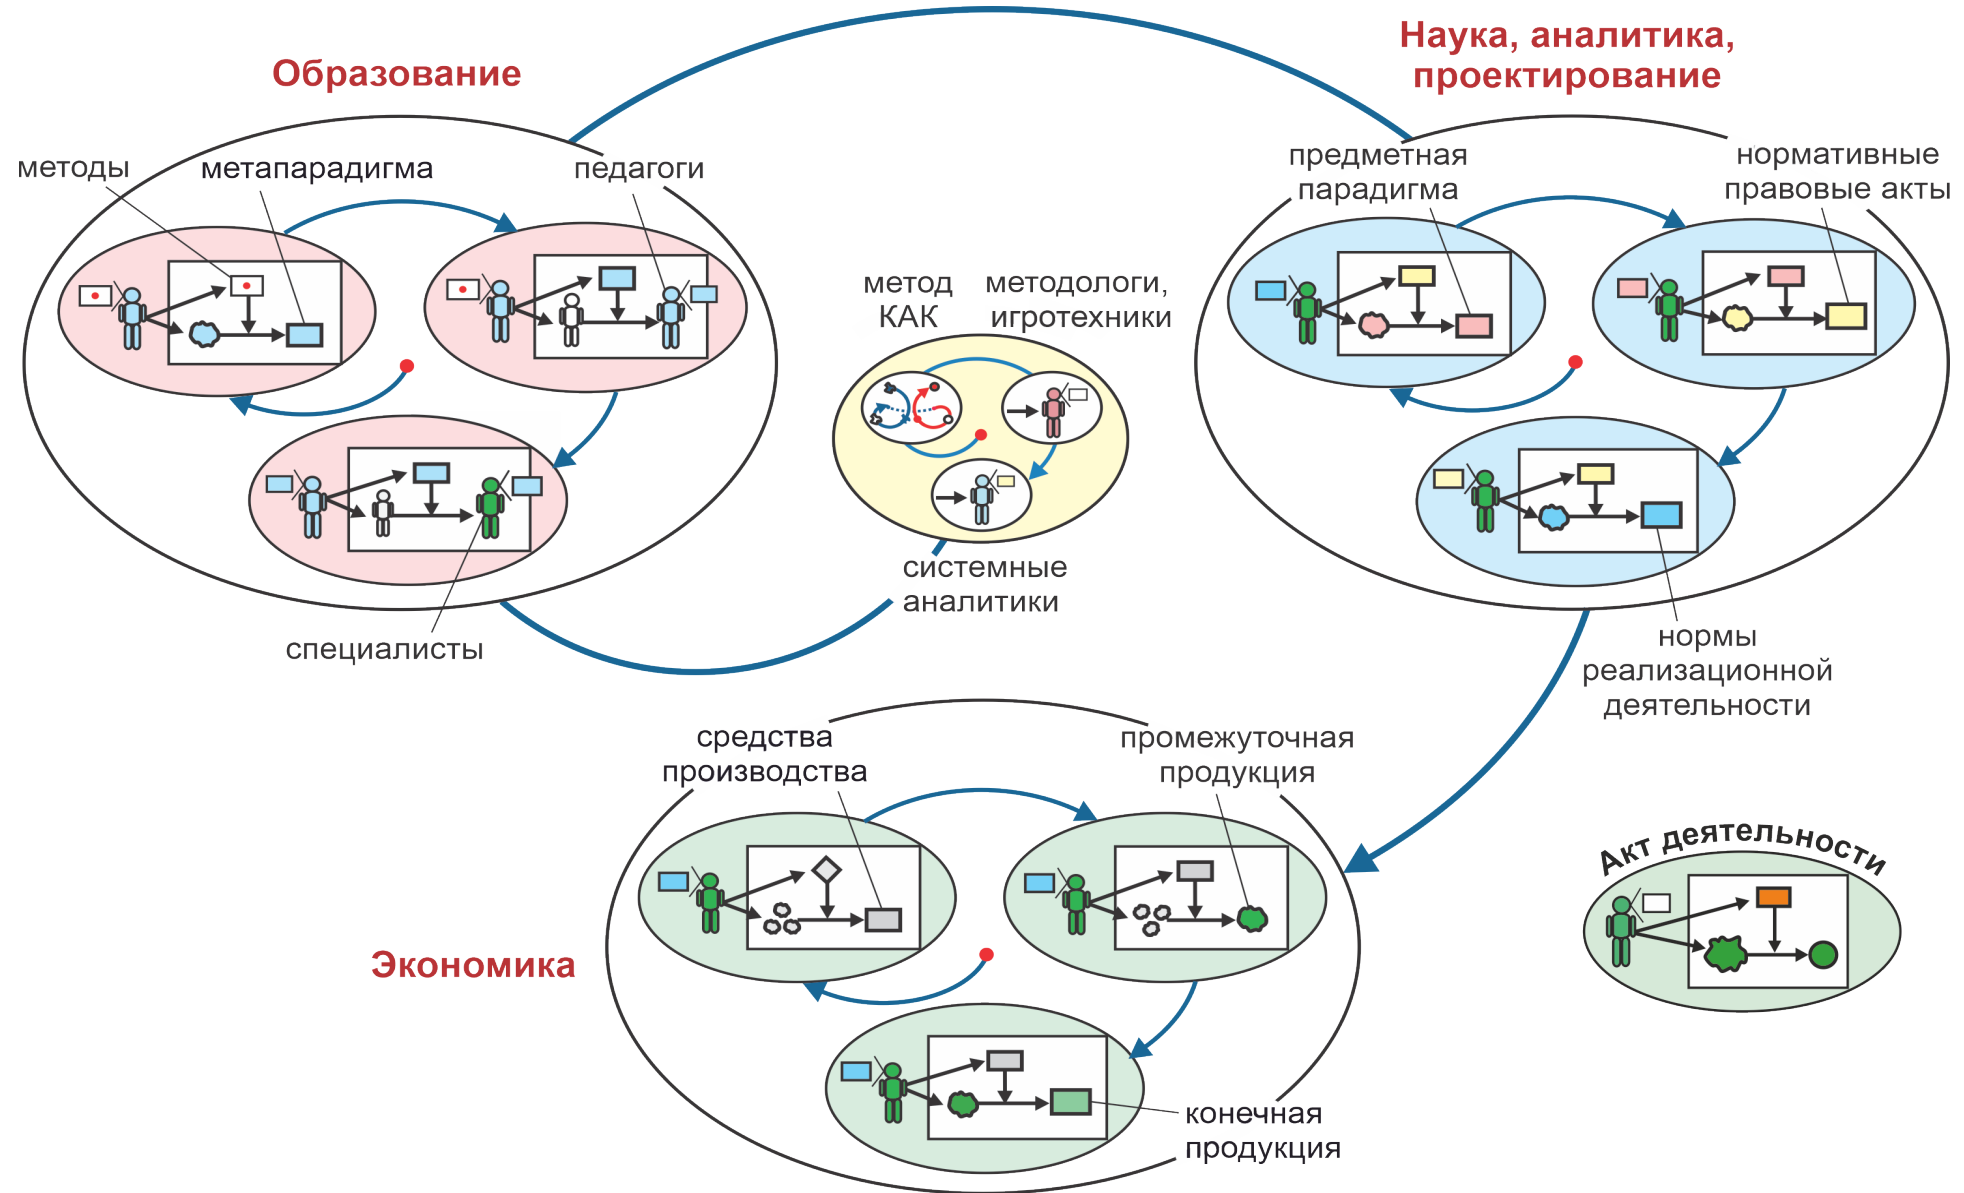 Образование
Наука, аналитика,
проектирование
методы
метапарадигма
педагоги
предметная
парадигма
нормативные
правовые акты
метод
КАК
методологи,
игротехники
системные
аналитики
специалисты
нормы
реализационной
деятельности
средства
производства
промежуточная
продукция
Акт деятельности
Экономика
конечная
продукция